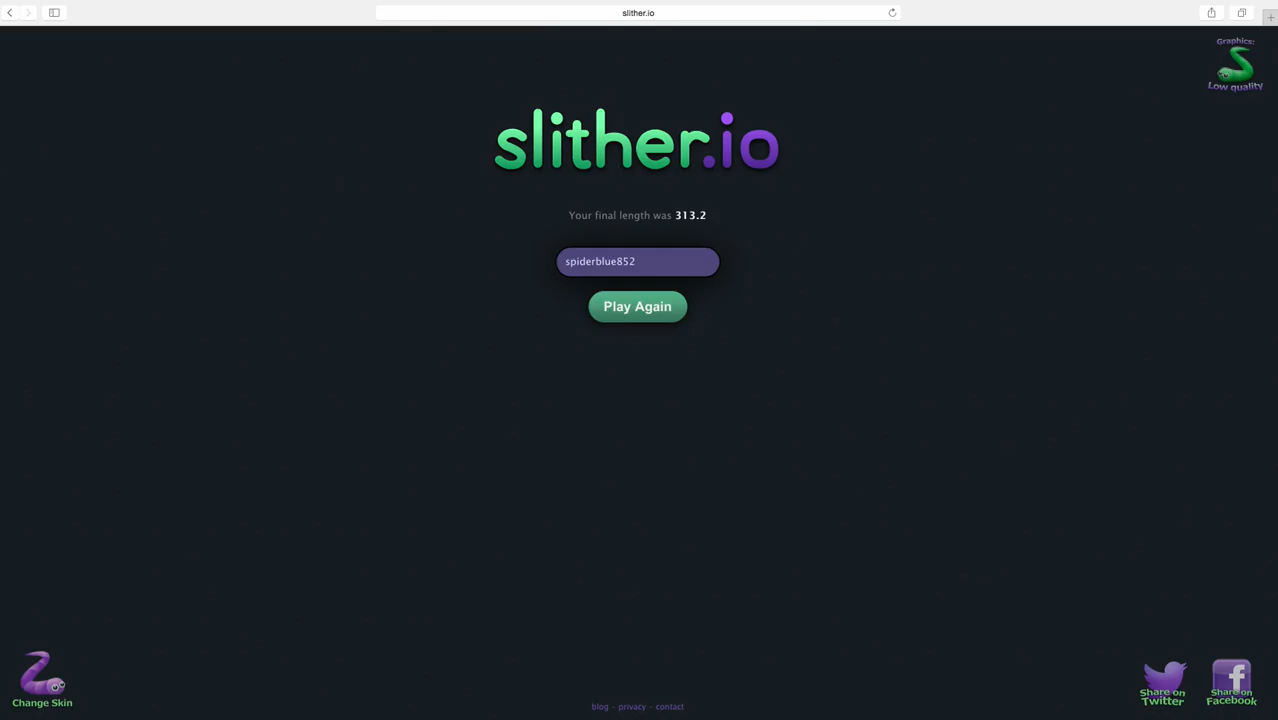 slither.io
Graphics:
Low quality
slither.io
Your final length was 313.2
spiderblue852
Play Again
Change Skin
blog - privacy - contact
Share on
Twitter
Share on
Facebook